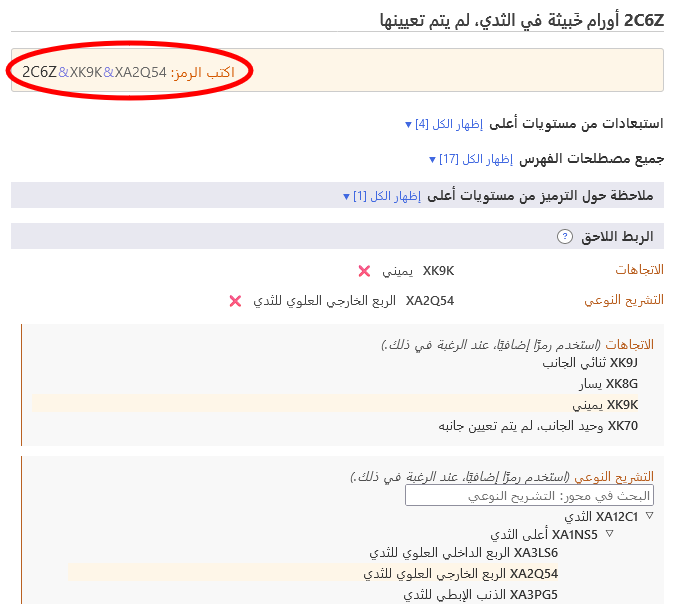 2C6Z أورام خَبيثة في الثدي، لم يتم تعيينها
اكتب الرمز: 2C6Z&XK9K&XA2Q54
استبعادات من مستويات أعلى إظهار الكل [4] ▼
جميع مصطلحات الفهرس إظهار الكل [17] ▼
ملاحظة حول الترميز من مستويات أعلى إظهار الكل [1] ▼
الربط اللاحق ?
الاتجاهات XK9K يميني
التشريح النوعي XA2Q54 الربع الخارجي العلوي للثدي
الاتجاهات (استخدم رمزًا إضافيًا، عند الرغبة في ذلك.)
XK9J ثنائي الجانب
XK8G يسار
XK9K يميني
XK70 وحيد الجانب، لم يتم تعيين جانبه
التشريح النوعي (استخدم رمزًا إضافيًا، عند الرغبة في ذلك.)
البحث في محور: التشريح النوعي
XA12C1 الثدي
XA1NS5 أعلى الثدي
XA3LS6 الربع الداخلي العلوي للثدي
XA2Q54 الربع الخارجي العلوي للثدي
XA3PG5 الذنب الإبطي للثدي